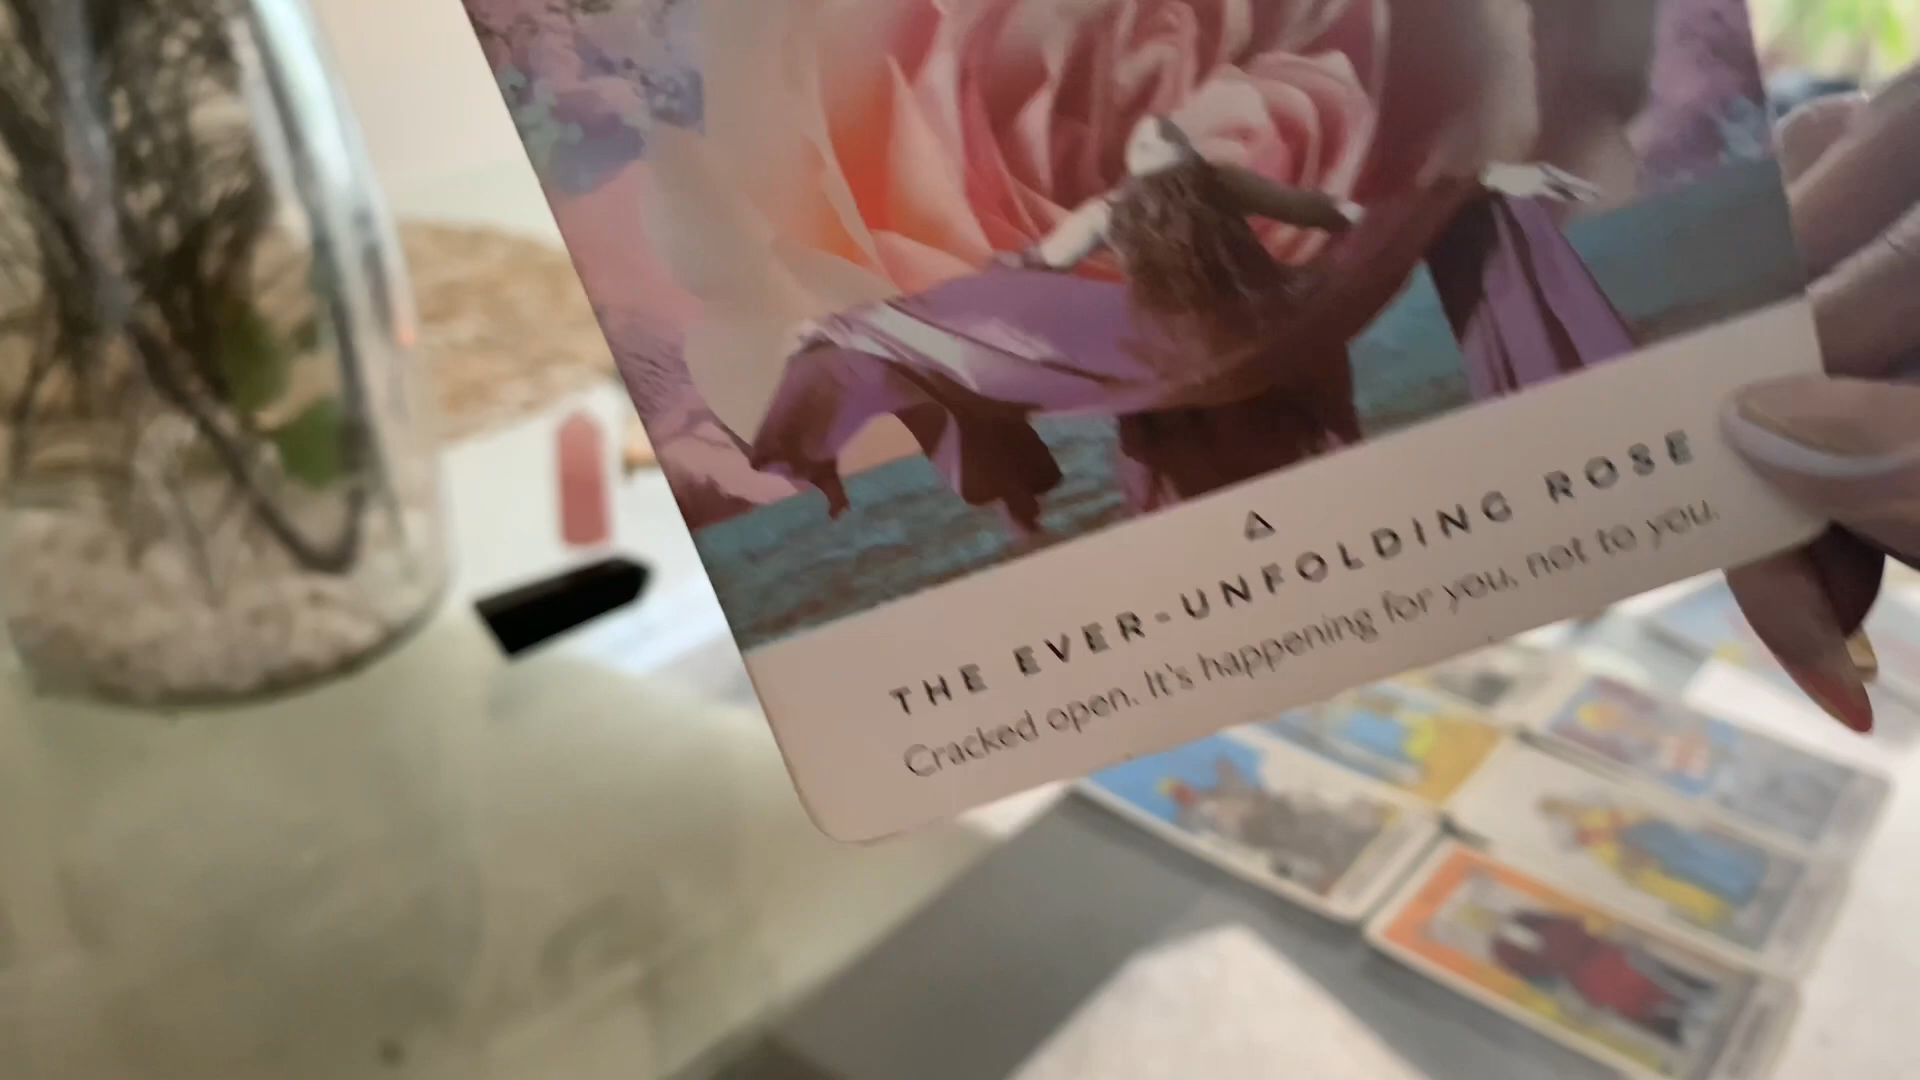 THE EVER-UNFOLDING ROSE
Cracked open. It's happening for you, not to you.